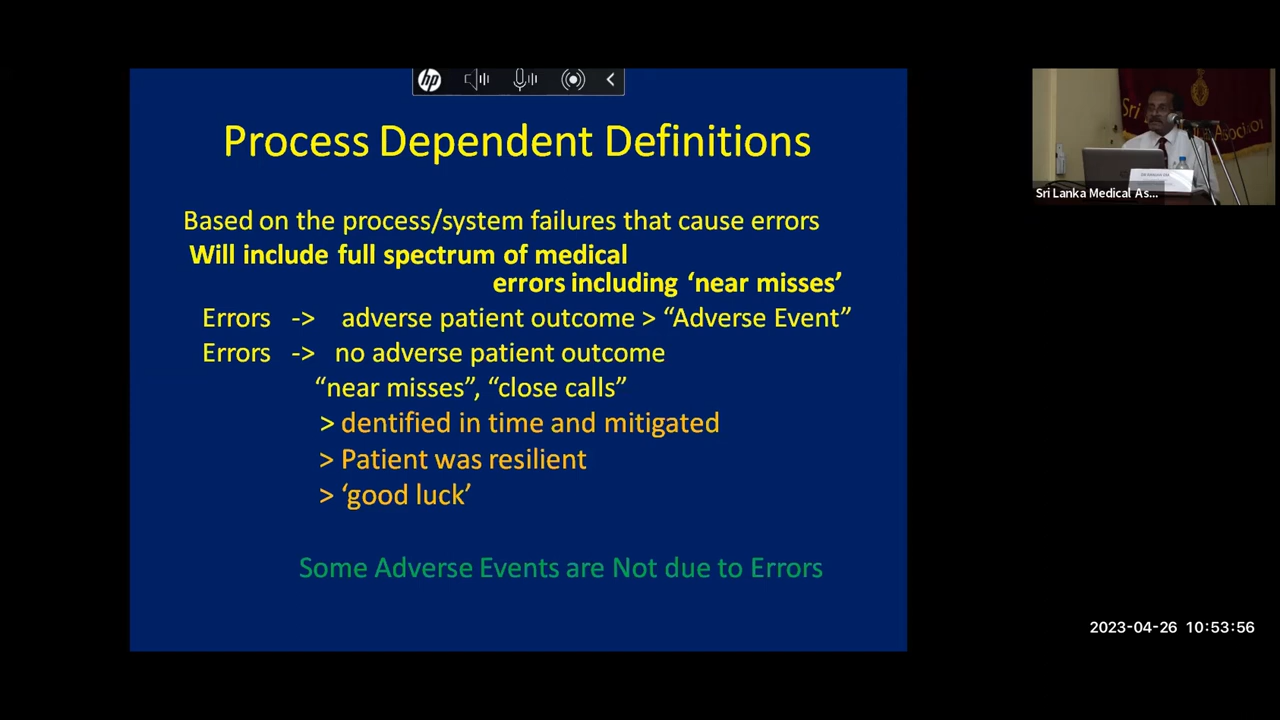 hp
Process Dependent Definitions
Based on the process/system failures that cause errors
Will include full spectrum of medical
errors including ‘near misses’
Errors -> adverse patient outcome > “Adverse Event”
Errors -> no adverse patient outcome
“near misses”, “close calls”
> dentified in time and mitigated
> Patient was resilient
> ‘good luck’
Some Adverse Events are Not due to Errors
Sri
Associat
Sri Lanka Medical As...
2023-04-26 10:53:56